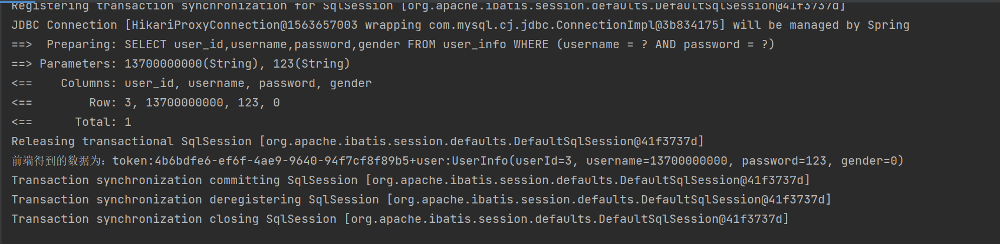 Registering transaction synchronization for SqlSession [org.apache.ibatis.session.defaults.DefaultSqlSession@41f3737d]
JDBC Connection [HikariProxyConnection@1563657003 wrapping com.mysql.cj.jdbc.ConnectionImpl@3b834175] will be managed by Spring
==>  Preparing: SELECT user_id,username,password,gender FROM user_info WHERE (username = ? AND password = ?)
==> Parameters: 13700000000(String), 123(String)
<==    Columns: user_id, username, password, gender
<==        Row: 3, 13700000000, 123, 0
<==      Total: 1
Releasing transactional SqlSession [org.apache.ibatis.session.defaults.DefaultSqlSession@41f3737d]
前端得到的数据为：token:4b6bdfe6-ef6f-4ae9-9640-94f7cf8f89b5+user:UserInfo(userId=3, username=13700000000, password=123, gender=0)
Transaction synchronization committing SqlSession [org.apache.ibatis.session.defaults.DefaultSqlSession@41f3737d]
Transaction synchronization deregistering SqlSession [org.apache.ibatis.session.defaults.DefaultSqlSession@41f3737d]
Transaction synchronization closing SqlSession [org.apache.ibatis.session.defaults.DefaultSqlSession@41f3737d]